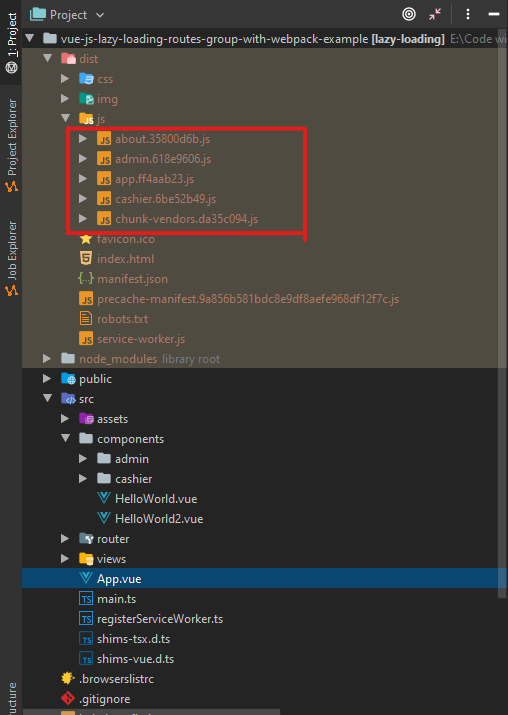 Project
1: Project
vue-js-lazy-loading-routes-group-with-webpack-example [lazy-loading] E:\Code wi
dist
css
img
js
about.35800d6b.js
admin.618e9606.js
app.ff4aab23.js
cashier.6be52b49.js
chunk-vendors.da35c094.js
favicon.ico
index.html
manifest.json
precache-manifest.9a856b581bdc8e9df8aefe968df12f7c.js
robots.txt
service-worker.js
node_modules library root
public
src
assets
components
admin
cashier
HelloWorld.vue
HelloWorld2.vue
router
views
App.vue
main.ts
registerServiceWorker.ts
shims-tsx.d.ts
shims-vue.d.ts
.browserslistrc
.gitignore
Project Explorer
Job Explorer